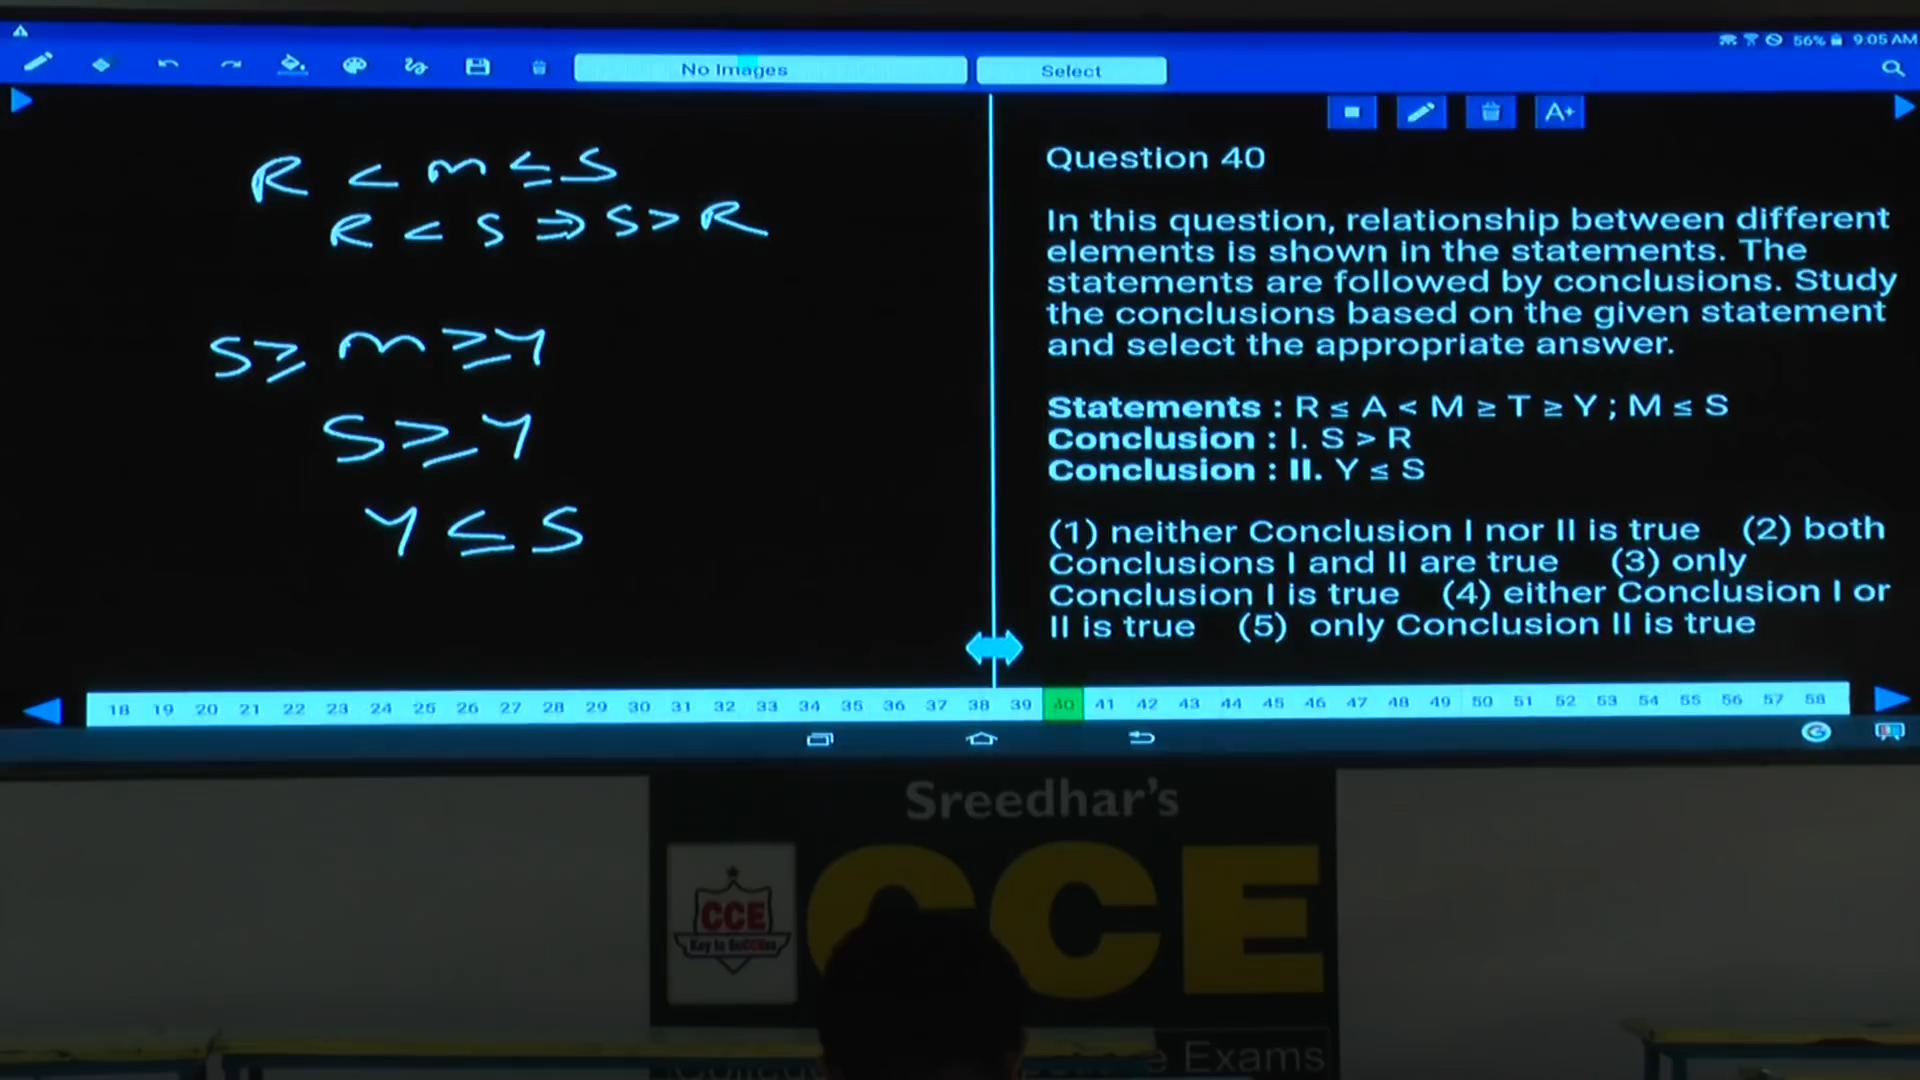 56% 9:05 AM
No Images
Select
A+
R < m ≤ S
R < S ⇒ S > R
S ≥ m ≥ Y
S ≥ Y
Y ≤ S
Question 40
In this question, relationship between different
elements is shown in the statements. The
statements are followed by conclusions. Study
the conclusions based on the given statement
and select the appropriate answer.
Statements : R ≤ A < M ≥ T ≥ Y ; M ≤ S
Conclusion : I. S > R
Conclusion : II. Y ≤ S
(1) neither Conclusion I nor II is true (2) both
Conclusions I and II are true (3) only
Conclusion I is true (4) either Conclusion I or
II is true (5) only Conclusion II is true
18 19 20 21 22 23 24 25 26 27 28 29 30 31 32 33 34 35 36 37 38 39 40 41 42 43 44 45 46 47 48 49 50 51 52 53 54 55 56 57 58
Sreedhar's
CCE
CCE
Key to SuCCEss
Exams